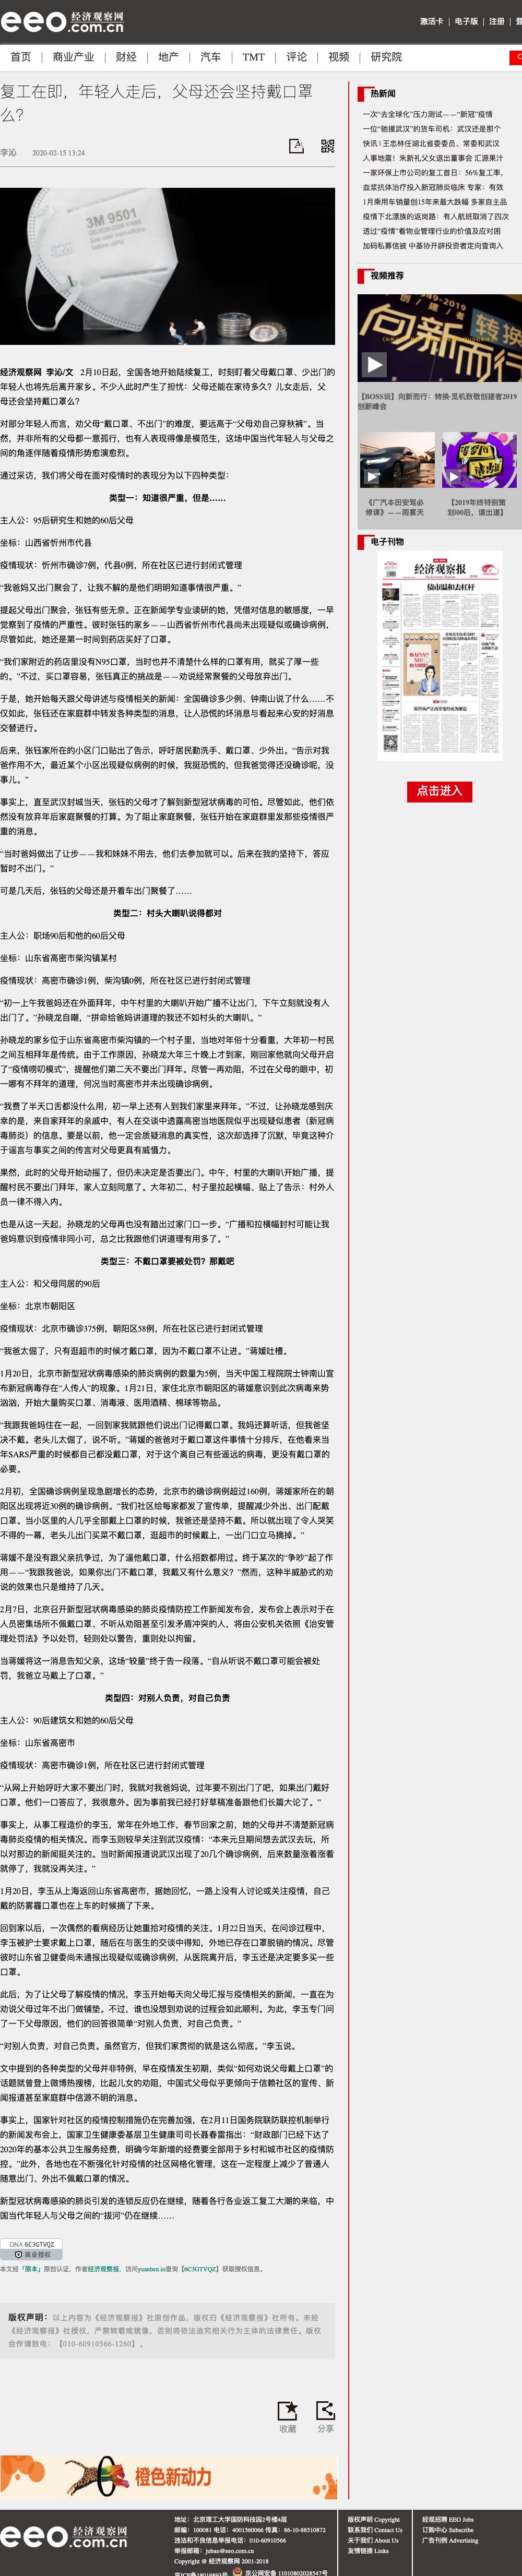 eeo 经济观察网
.com.cn
激活卡 | 电子版 | 注册 |
首页 | 商业产业 | 财经 | 地产 | 汽车 | TMT | 评论 | 视频 | 研究院
复工在即，年轻人走后，父母还会坚持戴口罩
么？
李沁 2020-02-15 13:24
3M 9501
经济观察网 李沁/文 2月10日起，全国各地开始陆续复工，时刻盯着父母戴口罩、少出门的
年轻人也将先后离开家乡。不少人此时产生了担忧：父母还能在家待多久？儿女走后，父
母还会坚持戴口罩么？
对部分年轻人而言，劝父母“戴口罩、不出门”的难度，要远高于“父母劝自己穿秋裤”。当
然，并非所有的父母都一意孤行，也有人表现得像是模范生，这场中国当代年轻人与父母之
间的角逐伴随着疫情形势愈演愈烈。
通过采访，我们将父母在面对疫情时的表现分为以下四种类型：
类型一：知道很严重，但是……
主人公：95后研究生和她的60后父母
坐标：山西省忻州市代县
疫情现状：忻州市确诊7例，代县0例，所在社区已进行封闭式管理
“我爸妈又出门聚会了，让我不解的是他们明明知道事情很严重。”
提起父母出门聚会，张钰有些无奈。正在新闻学专业读研的她，凭借对信息的敏感度，一早
觉察到了疫情的严重性。彼时张钰的家乡——山西省忻州市代县尚未出现疑似或确诊病例，
尽管如此，她还是第一时间到药店买好了口罩。
“我们家附近的药店里没有N95口罩，当时也并不清楚什么样的口罩有用，就买了厚一些
的。”不过，买口罩容易，张钰真正的挑战是——劝说经常聚餐的父母放弃出门。
于是，她开始每天跟父母讲述与疫情相关的新闻：全国确诊多少例、钟南山说了什么……不
仅如此，张钰还在家庭群中转发各种类型的消息，让人恐慌的坏消息与看起来心安的好消息
交替进行。
后来，张钰家所在的小区门口贴出了告示，呼吁居民勤洗手、戴口罩、少外出。“告示对我
爸作用不大，最近某个小区出现疑似病例的时候，我挺恐慌的，但我爸觉得还没确诊呢，没
事儿。”
事实上，直至武汉封城当天，张钰的父母才了解到新型冠状病毒的可怕。尽管如此，他们依
然没有放弃年后家庭聚餐的打算。为了阻止家庭聚餐，张钰开始在家庭群里发那些疫情很严
重的消息。
“当时爸妈做出了让步——我和妹妹不用去，他们去参加就可以。后来在我的坚持下，答应
暂时不出门。”
可是几天后，张钰的父母还是开着车出门聚餐了……
类型二：村头大喇叭说得都对
主人公：职场90后和他的60后父母
坐标：山东省高密市柴沟镇某村
疫情现状：高密市确诊1例，柴沟镇0例，所在社区已进行封闭式管理
“初一上午我爸妈还在外面拜年，中午村里的大喇叭开始广播不让出门，下午立刻就没有人
出门了。”孙晓龙自嘲，“拼命给爸妈讲道理的我还不如村头的大喇叭。”
孙晓龙的家乡位于山东省高密市柴沟镇的一个村子里，当地对年俗十分看重，大年初一村民
之间互相拜年是传统。由于工作原因，孙晓龙大年三十晚上才到家，刚回家他就向父母开启
了“疫情唠叨模式”，提醒他们第二天不要出门拜年。尽管一再劝阻，不过在父母的眼中，初
一哪有不拜年的道理，何况当时高密市并未出现确诊病例。
“我费了半天口舌都没什么用，初一早上还有人到我们家里来拜年。”不过，让孙晓龙感到庆
幸的是，来自家拜年的亲戚中，有人在交谈中透露高密当地医院似乎出现疑似患者（新冠病
毒肺炎）的信息。要是以前，他一定会质疑消息的真实性，这次却选择了沉默，毕竟这种介
于谣言与事实之间的传言对父母更具有威慑力。
果然，此时的父母开始动摇了，但仍未决定是否要出门。中午，村里的大喇叭开始广播，提
醒村民不要出门拜年，家人立刻同意了。大年初二，村子里拉起横幅、贴上了告示：村外人
员一律不得入内。
也是从这一天起，孙晓龙的父母再也没有踏出过家门口一步。“广播和拉横幅封村可能让我
爸妈意识到疫情非同小可，总之比我跟他们讲道理有用多了。”
类型三：不戴口罩要被处罚？那戴吧
主人公：和父母同居的90后
坐标：北京市朝阳区
疫情现状：北京市确诊375例，朝阳区58例，所在社区已进行封闭式管理
“我爸太倔了，只有逛超市的时候才戴口罩，因为不戴口罩不让进。”蒋媛吐槽。
1月20日，北京市新型冠状病毒感染的肺炎病例的数量为5例，当天中国工程院院士钟南山宣
布新冠病毒存在“人传人”的现象。1月21日，家住北京市朝阳区的蒋媛意识到此次病毒来势
汹汹，开始大量购买口罩、消毒液、医用酒精、棉球等物品。
“我跟我爸妈住在一起，一回到家我就跟他们说出门记得戴口罩。我妈还算听话，但我爸坚
决不戴。老头儿太倔了，说不听。”蒋媛的爸爸对于戴口罩这件事情十分排斥，在他看来当
年SARS严重的时候都自己都没戴口罩，对于这个离自己有些遥远的病毒，更没有戴口罩的
必要。
2月初，全国确诊病例呈现急剧增长的态势，北京市的确诊病例超过160例，蒋媛家所在的朝
阳区出现将近30例的确诊病例。“我们社区给每家都发了宣传单，提醒减少外出、出门配戴
口罩。当小区里的人几乎全部戴上口罩的时候，我爸还是坚持不戴。所以就出现了令人哭笑
不得的一幕，老头儿出门买菜不戴口罩，逛超市的时候戴上，一出门口立马摘掉。”
蒋媛不是没有跟父亲抗争过，为了逼他戴口罩，什么招数都用过。终于某次的“争吵”起了作
用——“我跟我爸说，如果你出门不戴口罩，我戴又有什么意义？”然而，这种半威胁式的劝
说的效果也只是维持了几天。
2月7日，北京召开新型冠状病毒感染的肺炎疫情防控工作新闻发布会，发布会上表示对于在
人员密集场所不佩戴口罩、不听从劝阻甚至引发矛盾冲突的人，将由公安机关依照《治安管
理处罚法》予以处罚，轻则处以警告，重则处以拘留。
当蒋媛将这一消息告知父亲，这场“较量”终于告一段落。“自从听说不戴口罩可能会被处
罚，我爸立马戴上了口罩。”
类型四：对别人负责，对自己负责
主人公：90后建筑女和她的60后父母
坐标：山东省高密市
疫情现状：高密市确诊1例，所在社区已进行封闭式管理
“从网上开始呼吁大家不要出门时，我就对我爸妈说，过年要不别出门了吧，如果出门戴好
口罩。他们一口答应了，我很意外。因为事前我已经打好草稿准备跟他们长篇大论了。”
事实上，从事工程造价的李玉，常年在外地工作，春节回家之前，她的父母并不清楚新冠病
毒肺炎疫情的相关情况。而李玉则较早关注到武汉疫情：“本来元旦期间想去武汉去玩，所
以对那边的新闻挺关注的。当时新闻报道说武汉出现了20几个确诊病例，后来数量涨着涨着
就停了，我就没再关注。”
1月20日，李玉从上海返回山东省高密市，据她回忆，一路上没有人讨论或关注疫情，自己
戴的防雾霾口罩也在上车的时候摘了下来。
回到家以后，一次偶然的看病经历让她重拾对疫情的关注。1月22日当天，在问诊过程中，
李玉被护士要求戴上口罩，随后在与医生的交谈中得知，外地已存在口罩脱销的情况。尽管
彼时山东省卫健委尚未通报出现疑似或确诊病例，从医院离开后，李玉还是决定要多买一些
口罩。
此后，为了让父母了解疫情的情况，李玉开始每天向父母汇报与疫情相关的新闻，一直在为
劝说父母过年不出门做铺垫。不过，谁也没想到劝说的过程会如此顺利。为此，李玉专门问
了一下父母原因，他们的回答很简单“对别人负责，对自己负责。”
“对别人负责，对自己负责。虽然官方，但我们家贯彻的就是这么彻底。”李玉说。
文中提到的各种类型的父母并非特例，早在疫情发生初期，类似“如何劝说父母戴上口罩”的
话题就曾登上微博热搜榜，比起儿女的劝阻，中国式父母似乎更倾向于信赖社区的宣传、新
闻报道甚至家庭群中信源不明的消息。
事实上，国家针对社区的疫情控制措施仍在完善加强，在2月11日国务院联防联控机制举行
的新闻发布会上，国家卫生健康委基层卫生健康司司长聂春雷指出：“财政部门已经下达了
2020年的基本公共卫生服务经费，明确今年新增的经费要全部用于乡村和城市社区的疫情防
控。”此外，各地也在不断强化针对疫情的社区网格化管理，这在一定程度上减少了普通人
随意出门、外出不佩戴口罩的情况。
新型冠状病毒感染的肺炎引发的连锁反应仍在继续，随着各行各业返工复工大潮的来临，中
国当代年轻人与父母之间的“拔河”仍在继续……
DNA 6C3GTVQZ
商业授权
本文经「原本」原创认证，作者经济观察报，访问yuanben.io查询【6C3GTVQZ】获取授权信息。
版权声明：以上内容为《经济观察报》社原创作品，版权归《经济观察报》社所有。未经
《经济观察报》社授权，严禁转载或镜像，否则将依法追究相关行为主体的法律责任。版权
合作请致电：【010-60910566-1260】。
收藏 分享
橙色新动力
热新闻
一次“去全球化”压力测试——“新冠”疫情
一位“驰援武汉”的货车司机：武汉还是那个
快讯 | 王忠林任湖北省委委员、常委和武汉
人事地震！朱新礼父女退出董事会 汇源果汁
一家环保上市公司的复工首日：56%复工率，
血浆抗体治疗投入新冠肺炎临床 专家：有效
1月乘用车销量创15年来最大跌幅 多家自主品
疫情下北漂族的返岗路：有人航班取消了四次
透过“疫情”看物业管理行业的价值及应对困
加码私募信披 中基协开辟投资者定向查询入
视频推荐
【BOSS说】向新而行：转换·觅机致敬创建者2019
创新峰会
《广汽本田安驾必
修课》——雨雾天
【2019年终特别策
划00后，请出道】
电子刊物
经济观察报
点击进入
eeo 经济观察网
.com.cn
地址：北京理工大学国防科技园2号楼4层
邮编：100081 电话：4001560066 传真：86-10-88510872
违法和不良信息举报电话：010-60910566
举报邮箱：jubao@eeo.com.cn
Copyright @ 经济观察网 2001-2018
京公网安备 11010802028547号
版权声明 Copyright
联系我们 Contact Us
关于我们 About Us
友情链接 Links
经观招聘 EEO Jobs
订购中心 Subscribe
广告刊例 Advertising